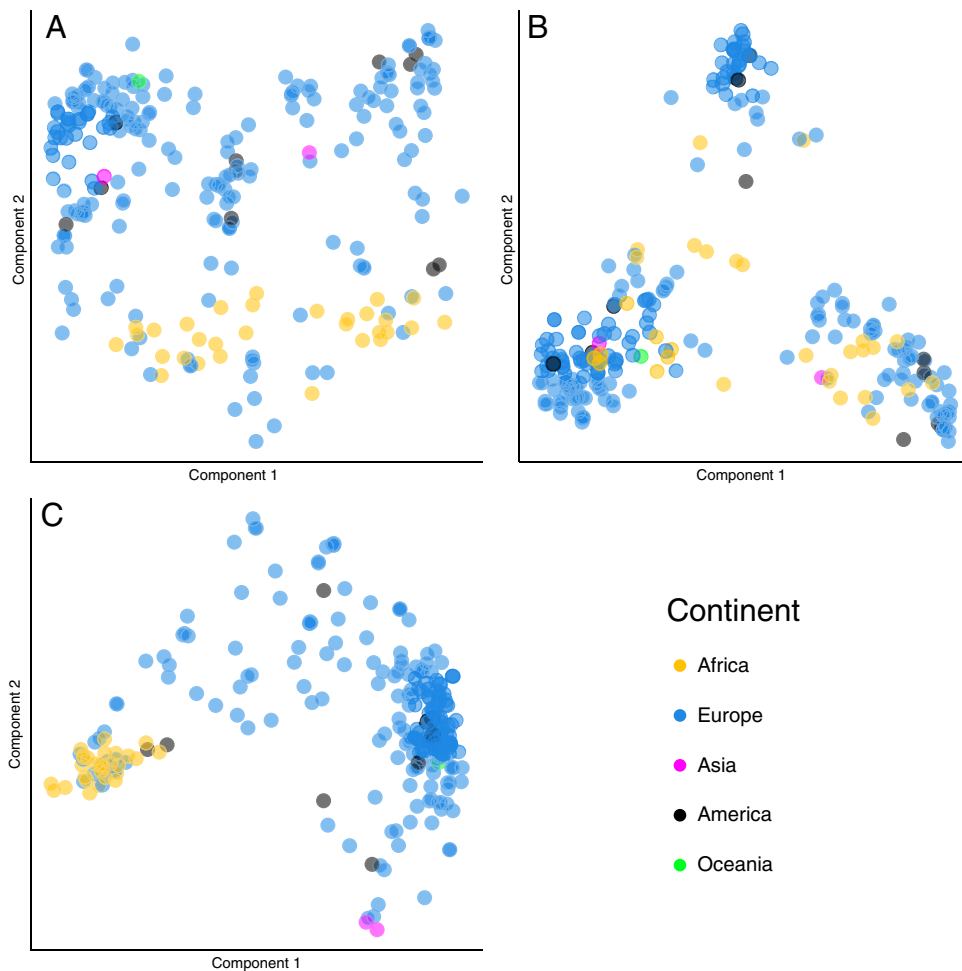 A
B
Component 2
Component 2
Component 1
Component 1
C
Component 2
Component 1
Continent
Africa
Europe
Asia
America
Oceania